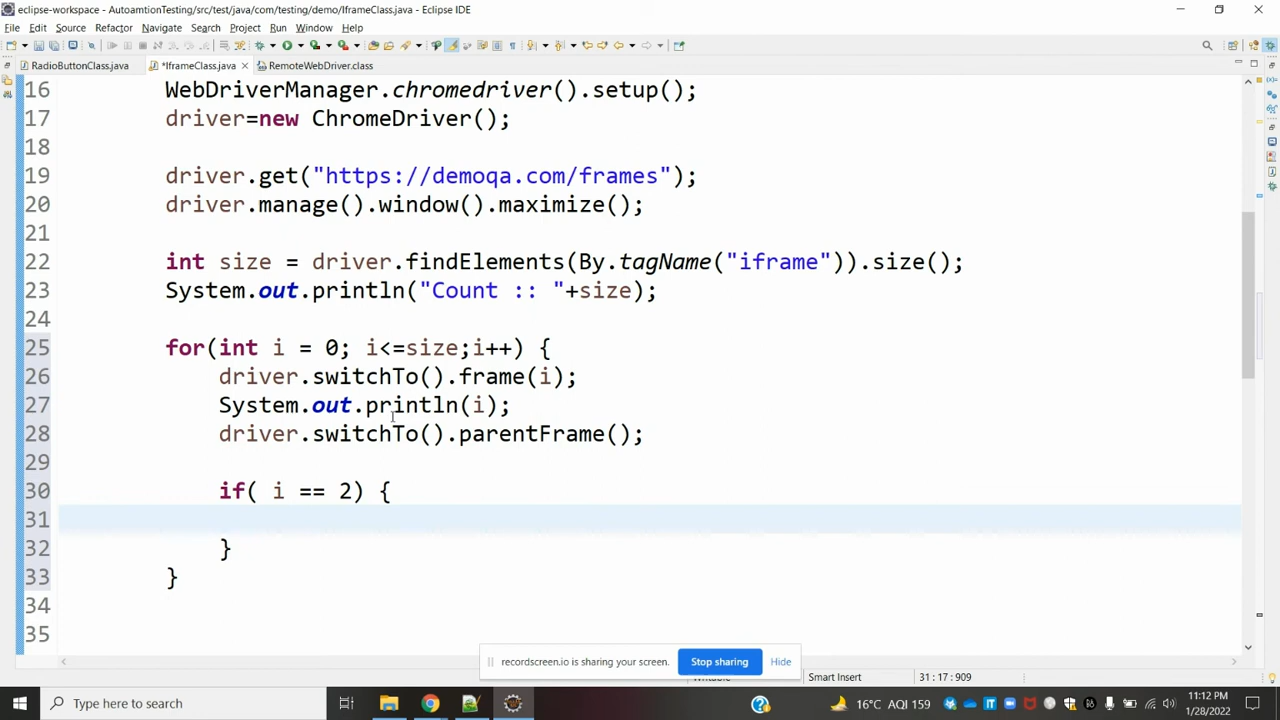 eclipse-workspace - AutoamtionTesting/src/test/java/com/testing/demo/IframeClass.java - Eclipse IDE
File Edit Source Refactor Navigate Search Project Run Window Help
RadioButtonClass.java *IframeClass.java RemoteWebDriver.class
16 WebDriverManager.chromedriver().setup();
17 driver=new ChromeDriver();
18
19 driver.get("https://demoqa.com/frames");
20 driver.manage().window().maximize();
21
22 int size = driver.findElements(By.tagName("iframe")).size();
23 System.out.println("Count :: "+size);
24
25 for(int i = 0; i<=size;i++) {
26 driver.switchTo().frame(i);
27 System.out.println(i);
28 driver.switchTo().parentFrame();
29
30 if( i == 2) {
31
32 }
33 }
34
35
recordscreen.io is sharing your screen. Stop sharing Hide
Writable Smart Insert 31 : 17 : 909
Type here to search 16°C AQI 159 11:12 PM
1/28/2022